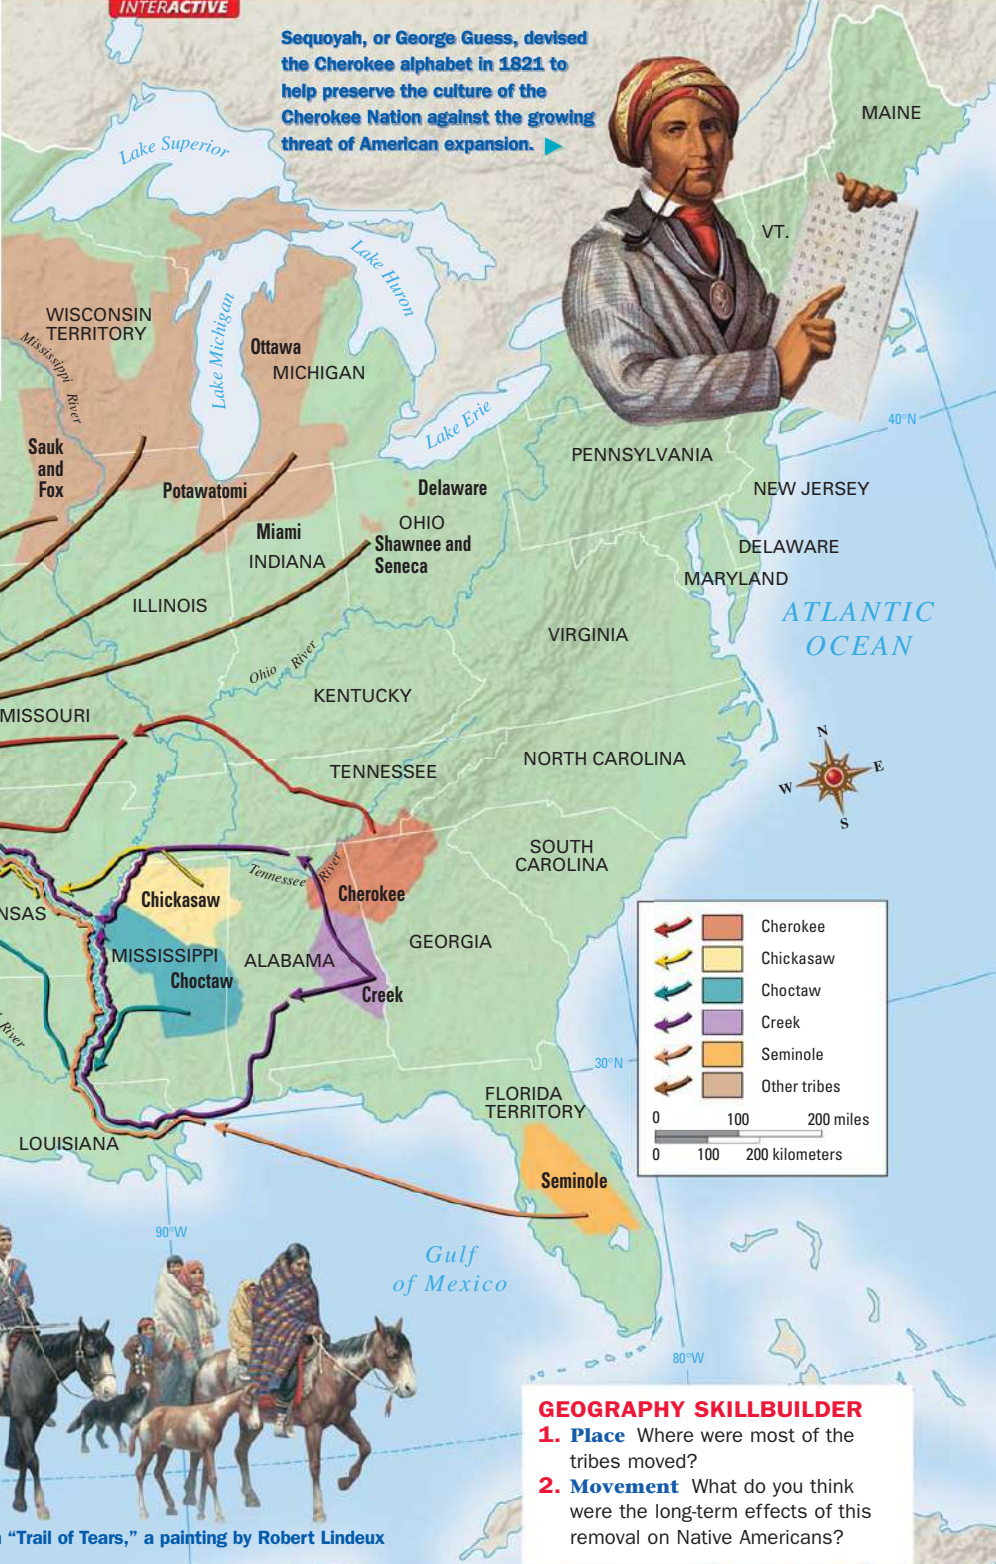 INTERACTIVE
Sequoyah, or George Guess, devised
the Cherokee alphabet in 1821 to
help preserve the culture of the
Cherokee Nation against the growing
threat of American expansion.
MAINE
Lake Superior
VT.
Lake Huron
WISCONSIN
TERRITORY
Mississippi River
Lake Michigan
Ottawa
MICHIGAN
Lake Erie
40°N
Sauk
and
Fox
PENNSYLVANIA
Potawatomi
Delaware
NEW JERSEY
Miami
OHIO
INDIANA
Shawnee and
Seneca
DELAWARE
MARYLAND
ILLINOIS
ATLANTIC
OCEAN
VIRGINIA
Ohio River
KENTUCKY
MISSOURI
N
E
W
S
NORTH CAROLINA
TENNESSEE
SOUTH
CAROLINA
Tennessee River
Chickasaw
Cherokee
NSAS
MISSISSIPPI
ALABAMA
GEORGIA
Choctaw
Creek
River
Cherokee
Chickasaw
Choctaw
Creek
Seminole
Other tribes
0 100 200 miles
0 100 200 kilometers
30°N
FLORIDA
TERRITORY
LOUISIANA
Seminole
90°W
Gulf
of Mexico
80°W
GEOGRAPHY SKILLBUILDER
1. Place Where were most of the
tribes moved?
2. Movement What do you think
were the long-term effects of this
removal on Native Americans?
“Trail of Tears,” a painting by Robert Lindeux